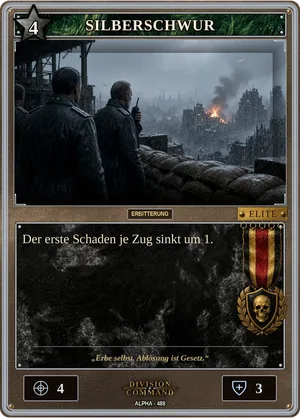 4
SILBERSCHWUR
ERBITTERUNG
ELITE
Der erste Schaden je Zug sinkt um 1.
„Erbe selbst, Ablösung ist Gesetz.“
4
DIVISION
COMMAND
3
ALPHA - 488